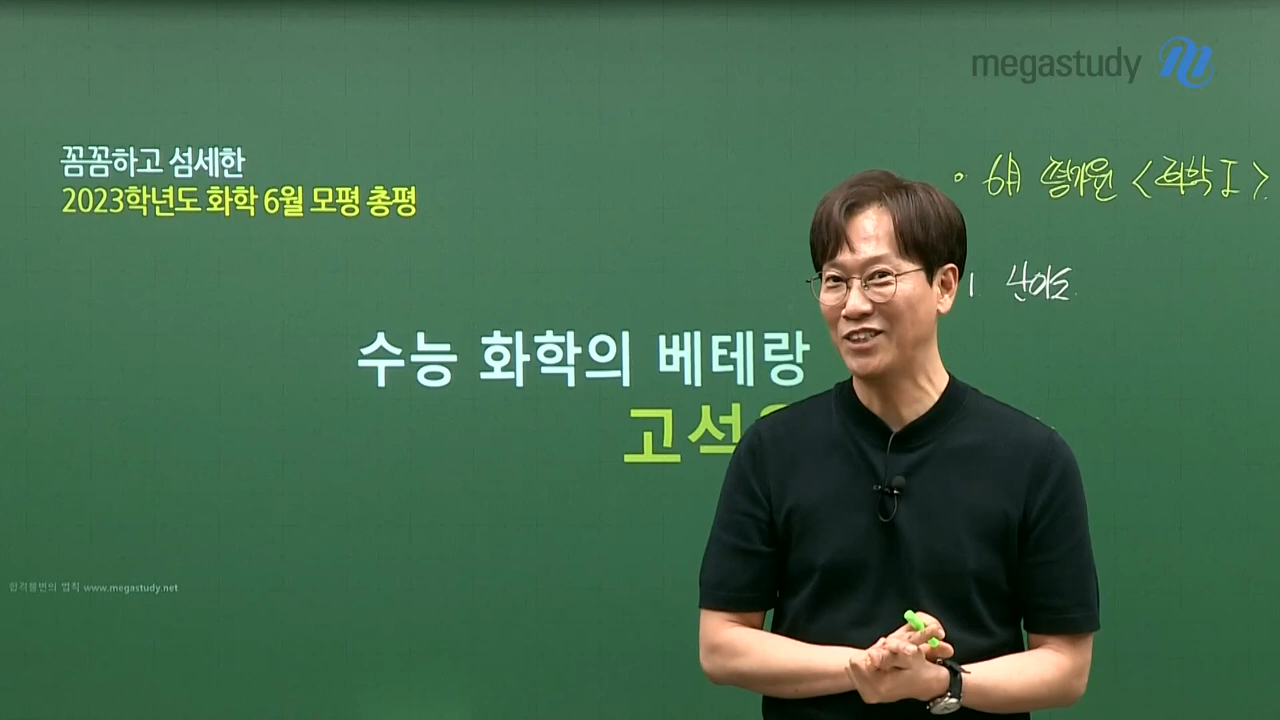 megastudy
꼼꼼하고 섬세한
2023학년도 화학 6월 모평 총평
• 6月 평가원 <화학 I>.
1 난이도
수능 화학의 베테랑
고석
합격불변의 법칙 www.megastudy.net